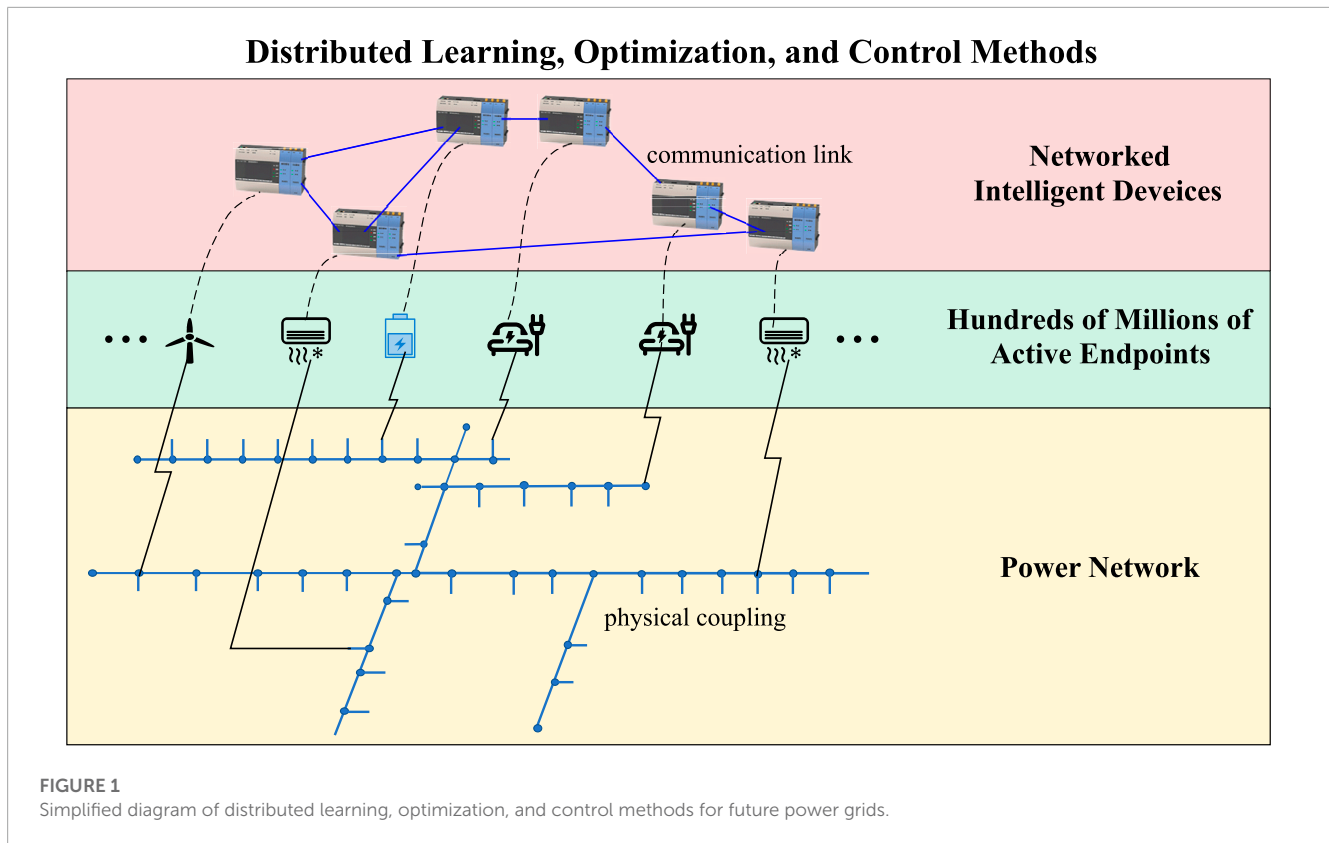 Distributed Learning, Optimization, and Control Methods
communication link
Networked
Intelligent Deveices
Hundreds of Millions of
Active Endpoints
Power Network
physical coupling
FIGURE 1
Simplified diagram of distributed learning, optimization, and control methods for future power grids.